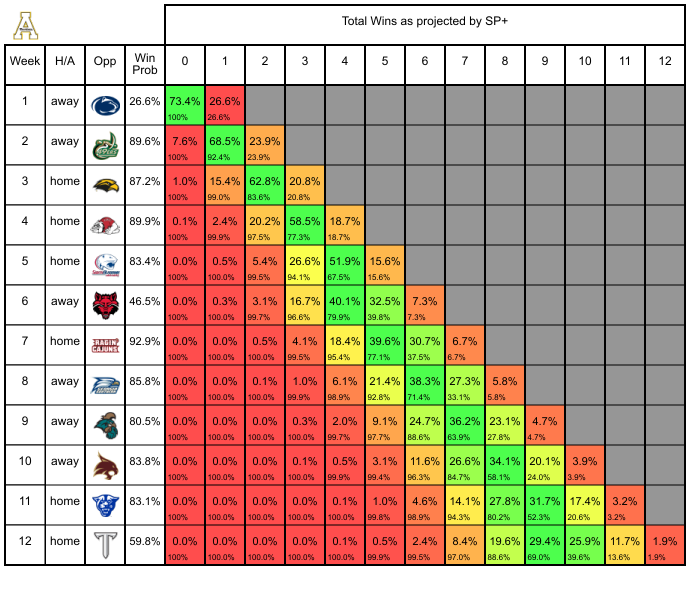 A
Total Wins as projected by SP+
Week H/A Opp Win Prob 0 1 2 3 4 5 6 7 8 9 10 11 12
1 away 26.6% 73.4% 26.6%
100% 26.6%
2 away 89.6% 7.6% 68.5% 23.9%
100% 92.4% 23.9%
3 home 87.2% 1.0% 15.4% 62.8% 20.8%
100% 99.0% 83.6% 20.8%
4 home 89.9% 0.1% 2.4% 20.2% 58.5% 18.7%
100% 99.9% 97.5% 77.3% 18.7%
5 home 83.4% 0.0% 0.5% 5.4% 26.6% 51.9% 15.6%
100% 100.0% 99.5% 94.1% 67.5% 15.6%
6 away 46.5% 0.0% 0.3% 3.1% 16.7% 40.1% 32.5% 7.3%
100% 100.0% 99.7% 96.6% 79.9% 39.8% 7.3%
7 home RAGIN CAJUNS 92.9% 0.0% 0.0% 0.5% 4.1% 18.4% 39.6% 30.7% 6.7%
100% 100.0% 100.0% 99.5% 95.4% 77.1% 37.5% 6.7%
8 away 85.8% 0.0% 0.0% 0.1% 1.0% 6.1% 21.4% 38.3% 27.3% 5.8%
100% 100.0% 100.0% 99.9% 98.9% 92.8% 71.4% 33.1% 5.8%
9 away 80.5% 0.0% 0.0% 0.0% 0.3% 2.0% 9.1% 24.7% 36.2% 23.1% 4.7%
100% 100.0% 100.0% 100.0% 99.7% 97.7% 88.6% 63.9% 27.8% 4.7%
10 away 83.8% 0.0% 0.0% 0.0% 0.1% 0.5% 3.1% 11.6% 26.6% 34.1% 20.1% 3.9%
100% 100.0% 100.0% 100.0% 99.9% 99.4% 96.3% 84.7% 58.1% 24.0% 3.9%
11 home 83.1% 0.0% 0.0% 0.0% 0.0% 0.1% 1.0% 4.6% 14.1% 27.8% 31.7% 17.4% 3.2%
100% 100.0% 100.0% 100.0% 100.0% 99.8% 98.9% 94.3% 80.2% 52.3% 20.6% 3.2%
12 home T 59.8% 0.0% 0.0% 0.0% 0.0% 0.1% 0.5% 2.4% 8.4% 19.6% 29.4% 25.9% 11.7% 1.9%
100% 100.0% 100.0% 100.0% 100.0% 99.9% 99.5% 97.0% 88.6% 69.0% 39.6% 13.6% 1.9%